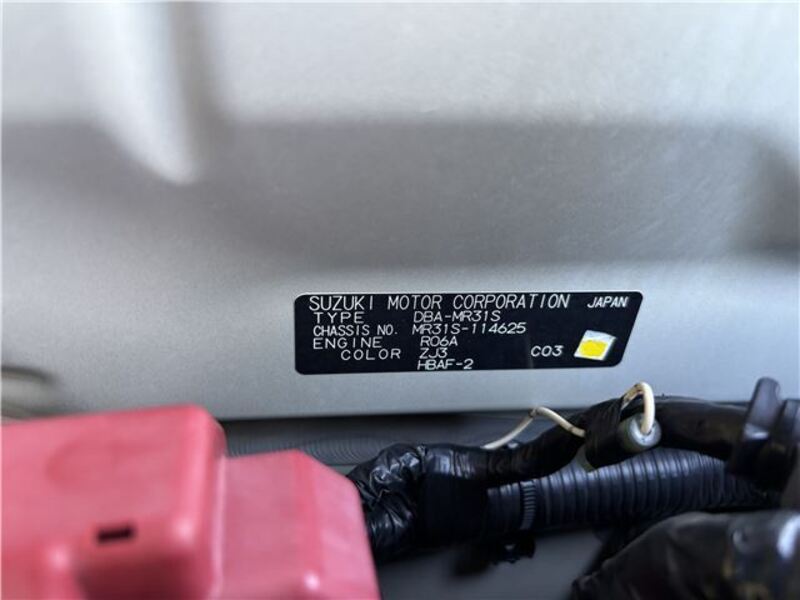 SUZUKI MOTOR CORPORATION JAPAN
TYPE DBA-MR31S
CHASSIS NO. MR31S-114625
ENGINE R06A
COLOR ZJ3 C03
HBAF-2